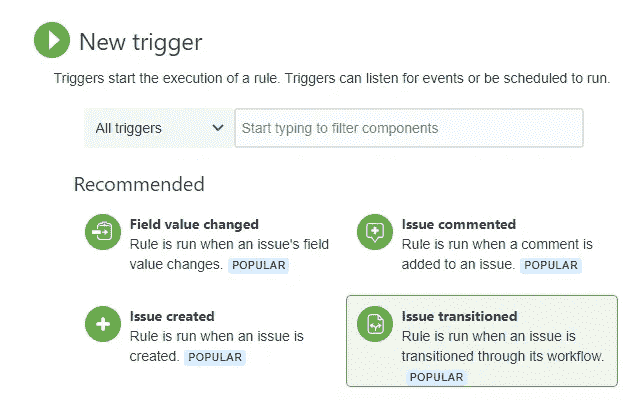 New trigger
Triggers start the execution of a rule. Triggers can listen for events or be scheduled to run.
All triggers
Start typing to filter components
Recommended
Field value changed
Rule is run when an issue's field
value changes. POPULAR
Issue commented
Rule is run when a comment is
added to an issue. POPULAR
Issue created
Rule is run when an issue is
created. POPULAR
Issue transitioned
Rule is run when an issue is
transitioned through its workflow.
POPULAR